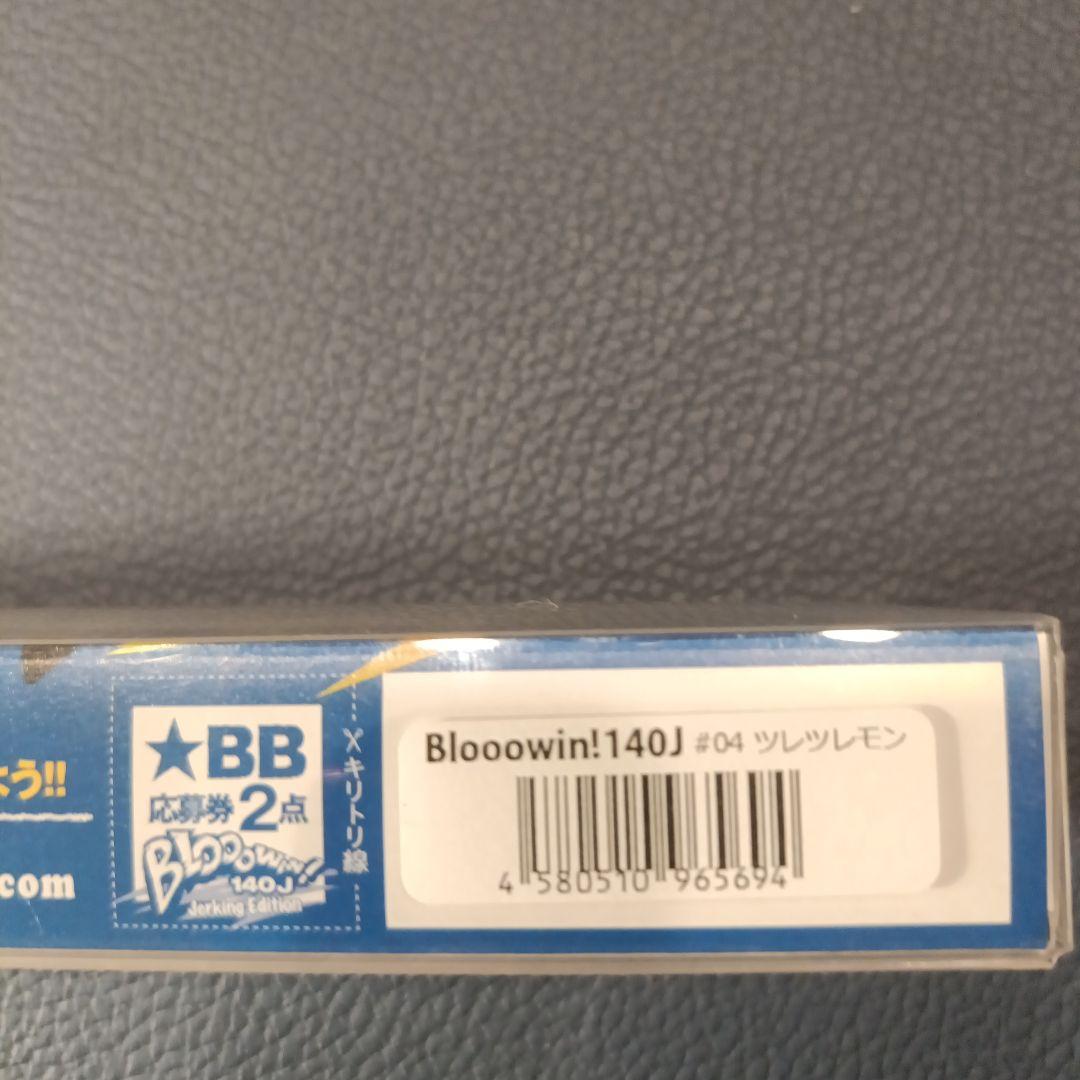 よう!!
.com
★BB
応募券2点
BLOOOWIN!
140J
Jerking Edition
キリトリ線
Blooowin!140J #04 ツレツレモン
4 580510 965694